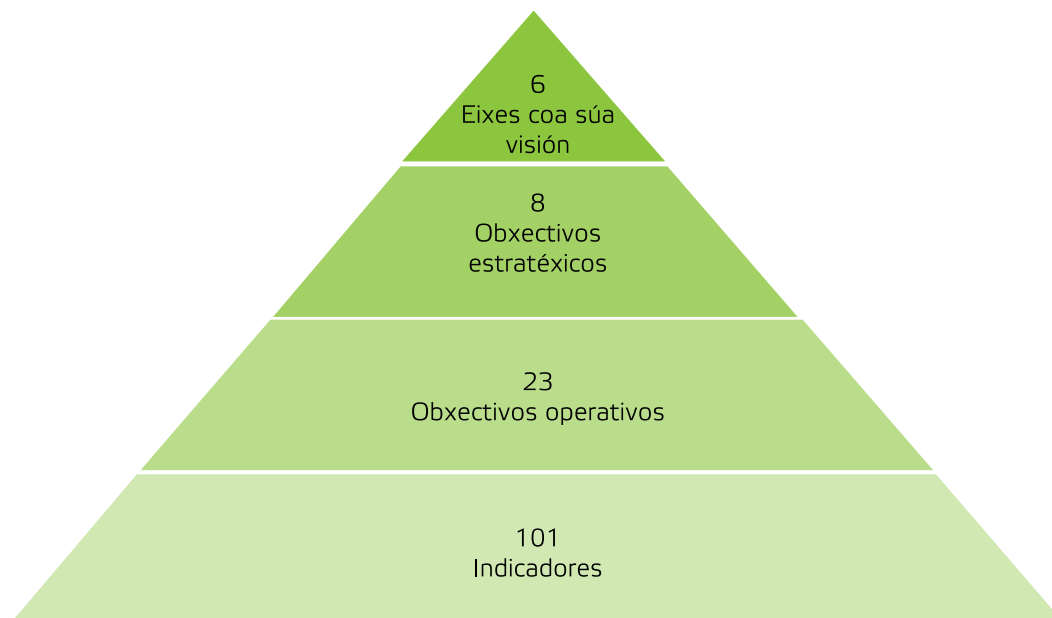 6
Eixes coa súa
visión
8
Obxectivos
estratéxicos
23
Obxectivos operativos
101
Indicadores